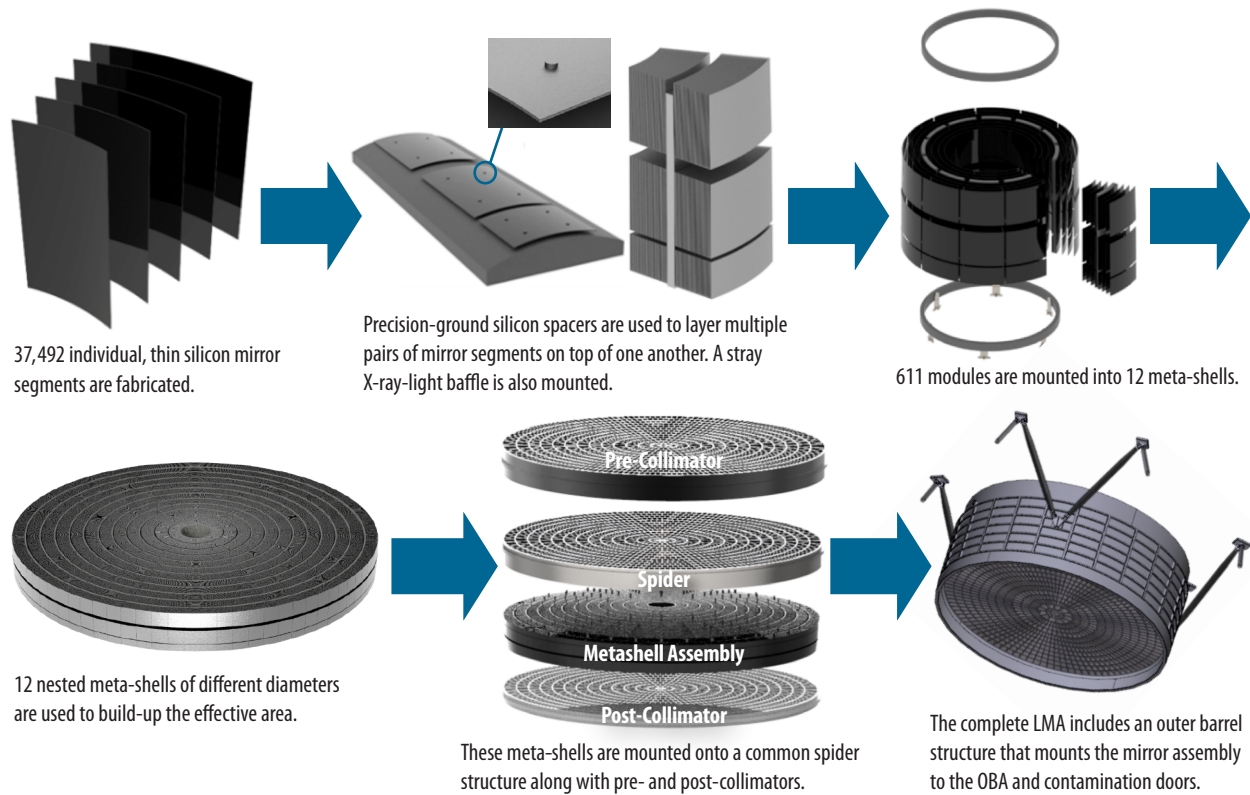 37,492 individual, thin silicon mirror
segments are fabricated.
Precision-ground silicon spacers are used to layer multiple
pairs of mirror segments on top of one another. A stray
X-ray-light baffle is also mounted.
611 modules are mounted into 12 meta-shells.
12 nested meta-shells of different diameters
are used to build-up the effective area.
Pre-Collimator
Spider
Metashell Assembly
Post-Collimator
These meta-shells are mounted onto a common spider
structure along with pre- and post-collimators.
The complete LMA includes an outer barrel
structure that mounts the mirror assembly
to the OBA and contamination doors.